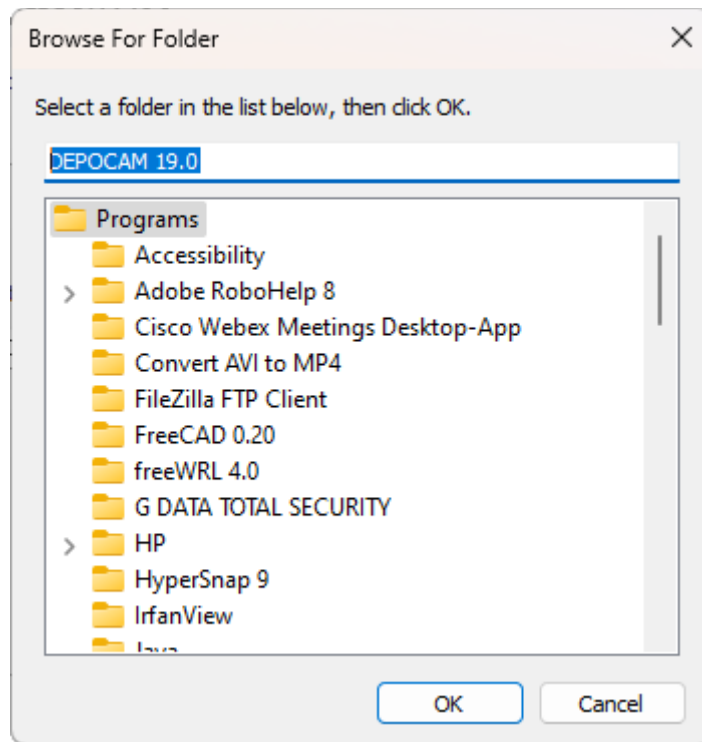 Browse For Folder
Select a folder in the list below, then click OK.
DEPOCAM 19.0
Programs
Accessibility
Adobe RoboHelp 8
Cisco Webex Meetings Desktop-App
Convert AVI to MP4
FileZilla FTP Client
FreeCAD 0.20
freeWRL 4.0
G DATA TOTAL SECURITY
HP
HyperSnap 9
IrfanView
Java
OK Cancel